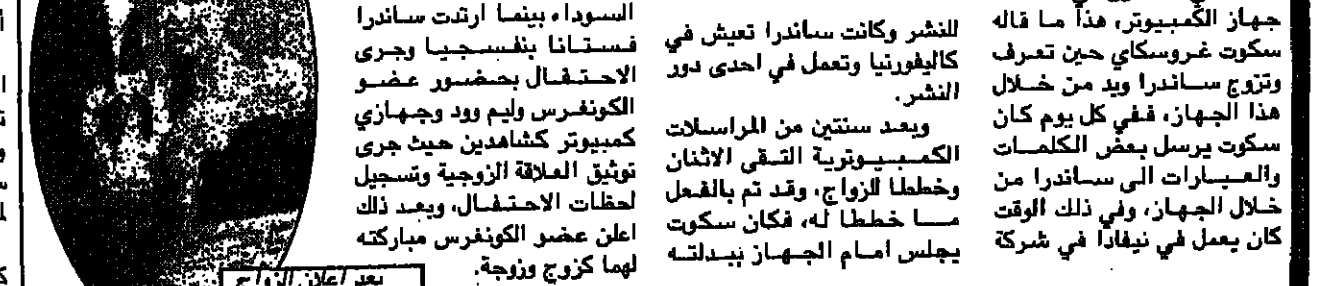 جهاز الكمبيوتر، هذا ما قاله
سكوت غروسكاي حين تعرف
وتزوج ساندرا ويد من خلال
هذا الجهاز، ففي كل يوم كان
سكوت يرسل بعض الكلمات
والعبارات الى ساندرا من
خلال الجهاز، وفي ذلك الوقت
كان يعمل في نيفادا في شركة
للنشر وكانت ساندرا تعيش في
كاليفورنيا وتعمل في احدى دور
النشر.
وبعد سنتين من المراسلات
الكمبيوترية التقى الاثنان
وخططا للزواج، وقد تم بالفعل
ما خططا له، فكان سكوت
يجلس امام الجهاز ببدلته
السوداء بينما ارتدت ساندرا
فستانا بنفسجيا وجرى
الاحتفال بحضور عضو
الكونفرس وليم وود وجهازي
كمبيوتر كشاهدين حيث جرى
توثيق العلاقة الزوجية وتسجيل
لحظات الاحتفال، وبعد ذلك
اعلن عضو الكونفرس مباركته
لهما كزوج وزوجة.
بعد اعلان الزواج